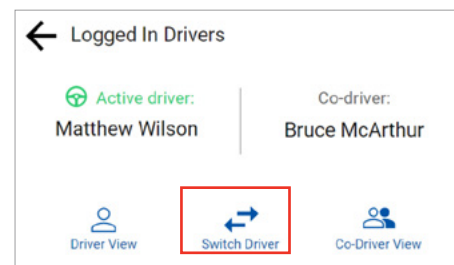 Logged In Drivers
Active driver:
Co-driver:
Matthew Wilson
Bruce McArthur
Driver View
Switch Driver
Co-Driver View